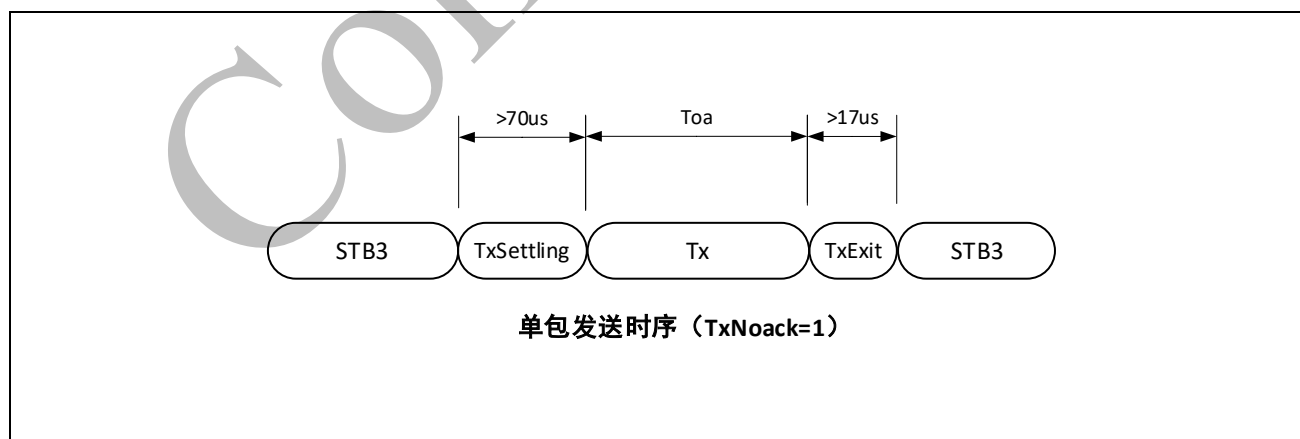 >70us Toa >17us
STB3 TxSettling Tx TxExit STB3
单包发送时序（TxNoack=1）